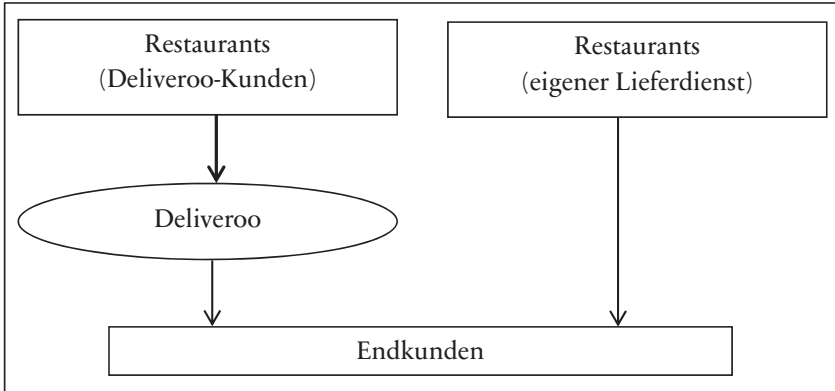 Restaurants
(Deliveroo-Kunden)
Restaurants
(eigener Lieferdienst)
Deliveroo
Endkunden